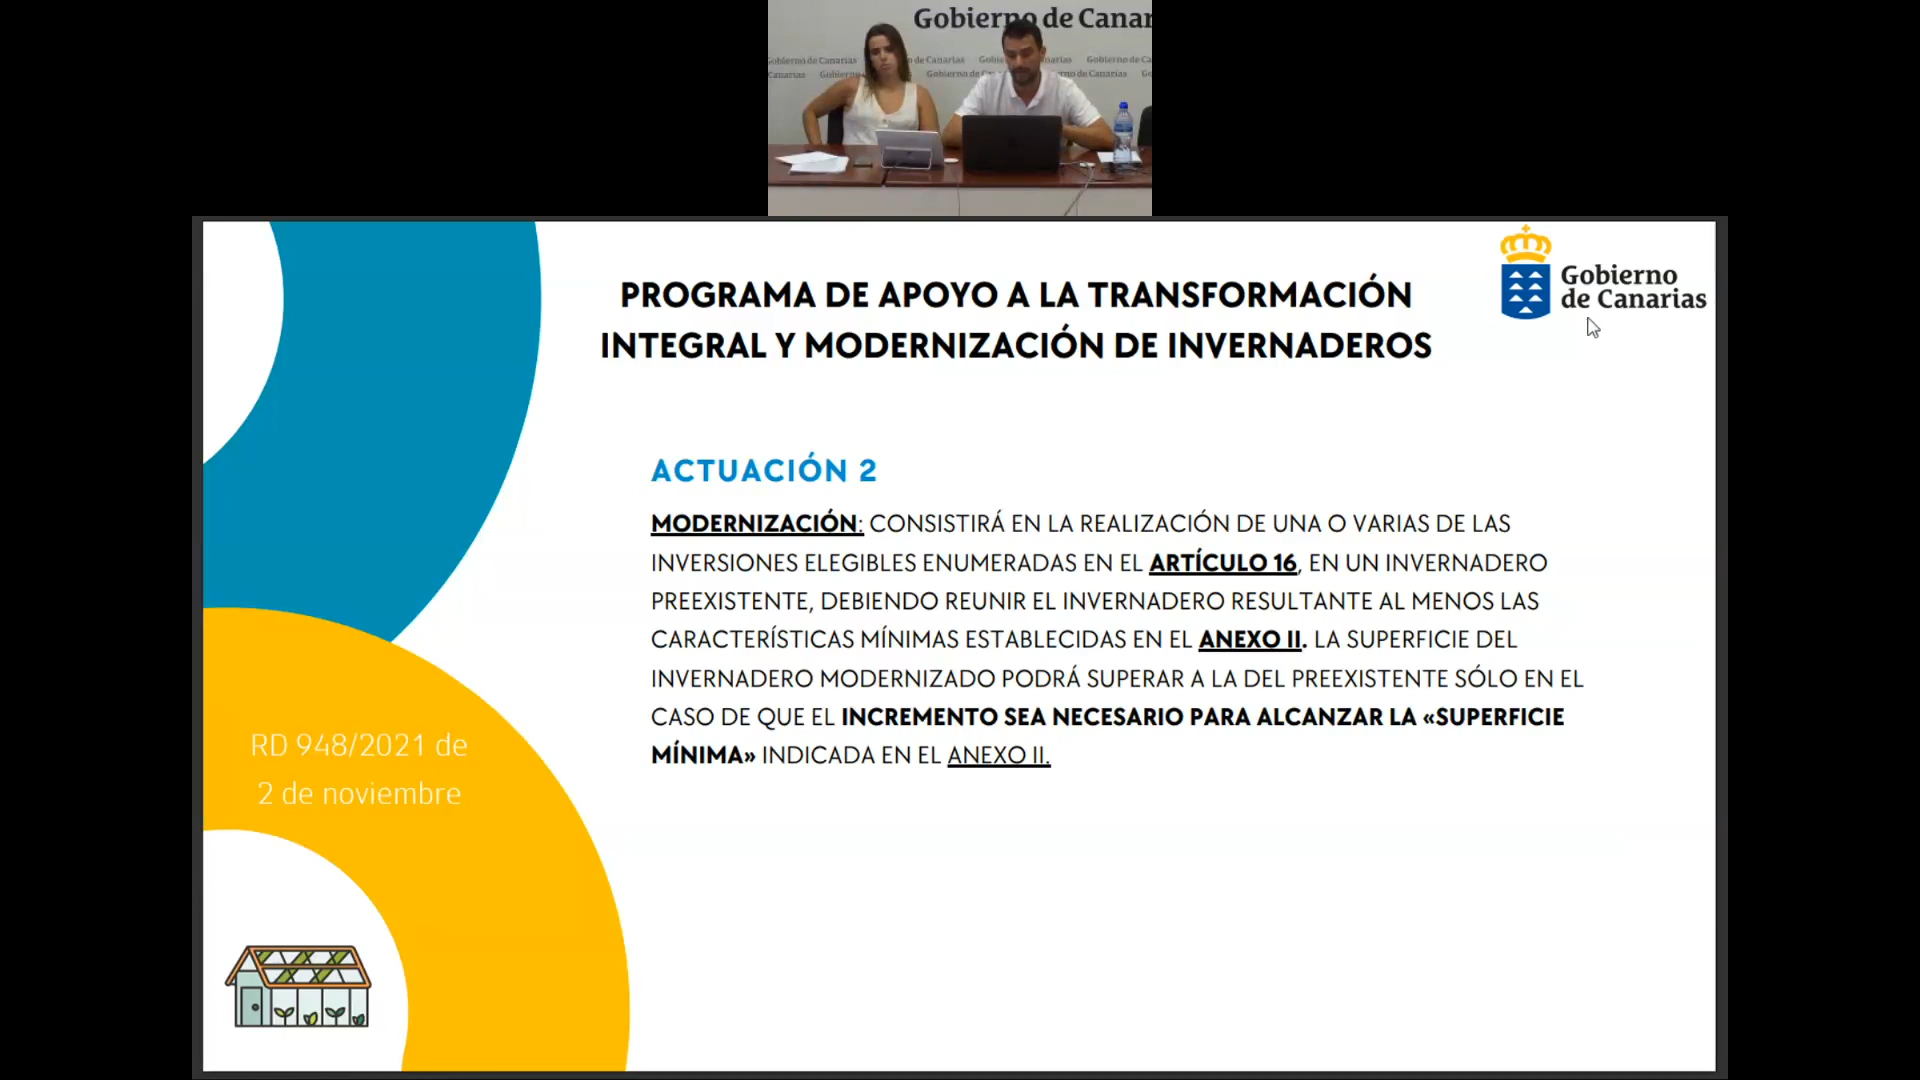 Gobierno de Canar
Gobierno de Canarias
PROGRAMA DE APOYO A LA TRANSFORMACIÓN
INTEGRAL Y MODERNIZACIÓN DE INVERNADEROS
Gobierno
de Canarias
ACTUACIÓN 2
MODERNIZACIÓN: CONSISTIRÁ EN LA REALIZACIÓN DE UNA O VARIAS DE LAS
INVERSIONES ELEGIBLES ENUMERADAS EN EL ARTÍCULO 16, EN UN INVERNADERO
PREEXISTENTE, DEBIENDO REUNIR EL INVERNADERO RESULTANTE AL MENOS LAS
CARACTERÍSTICAS MÍNIMAS ESTABLECIDAS EN EL ANEXO II. LA SUPERFICIE DEL
INVERNADERO MODERNIZADO PODRÁ SUPERAR A LA DEL PREEXISTENTE SÓLO EN EL
CASO DE QUE EL INCREMENTO SEA NECESARIO PARA ALCANZAR LA «SUPERFICIE
MÍNIMA» INDICADA EN EL ANEXO II.
RD 948/2021 de
2 de noviembre